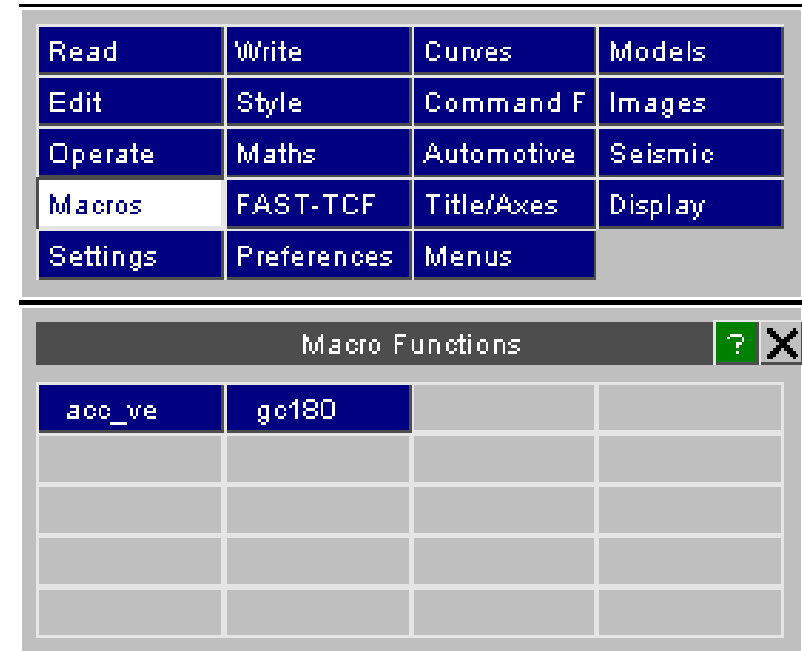 Read Write Curves Models
Edit Style Command F Images
Operate Maths Automotive Seismic
Macros FAST-TCF Title/Axes Display
Settings Preferences Menus
Macro Functions ? X
acc_ve gc180